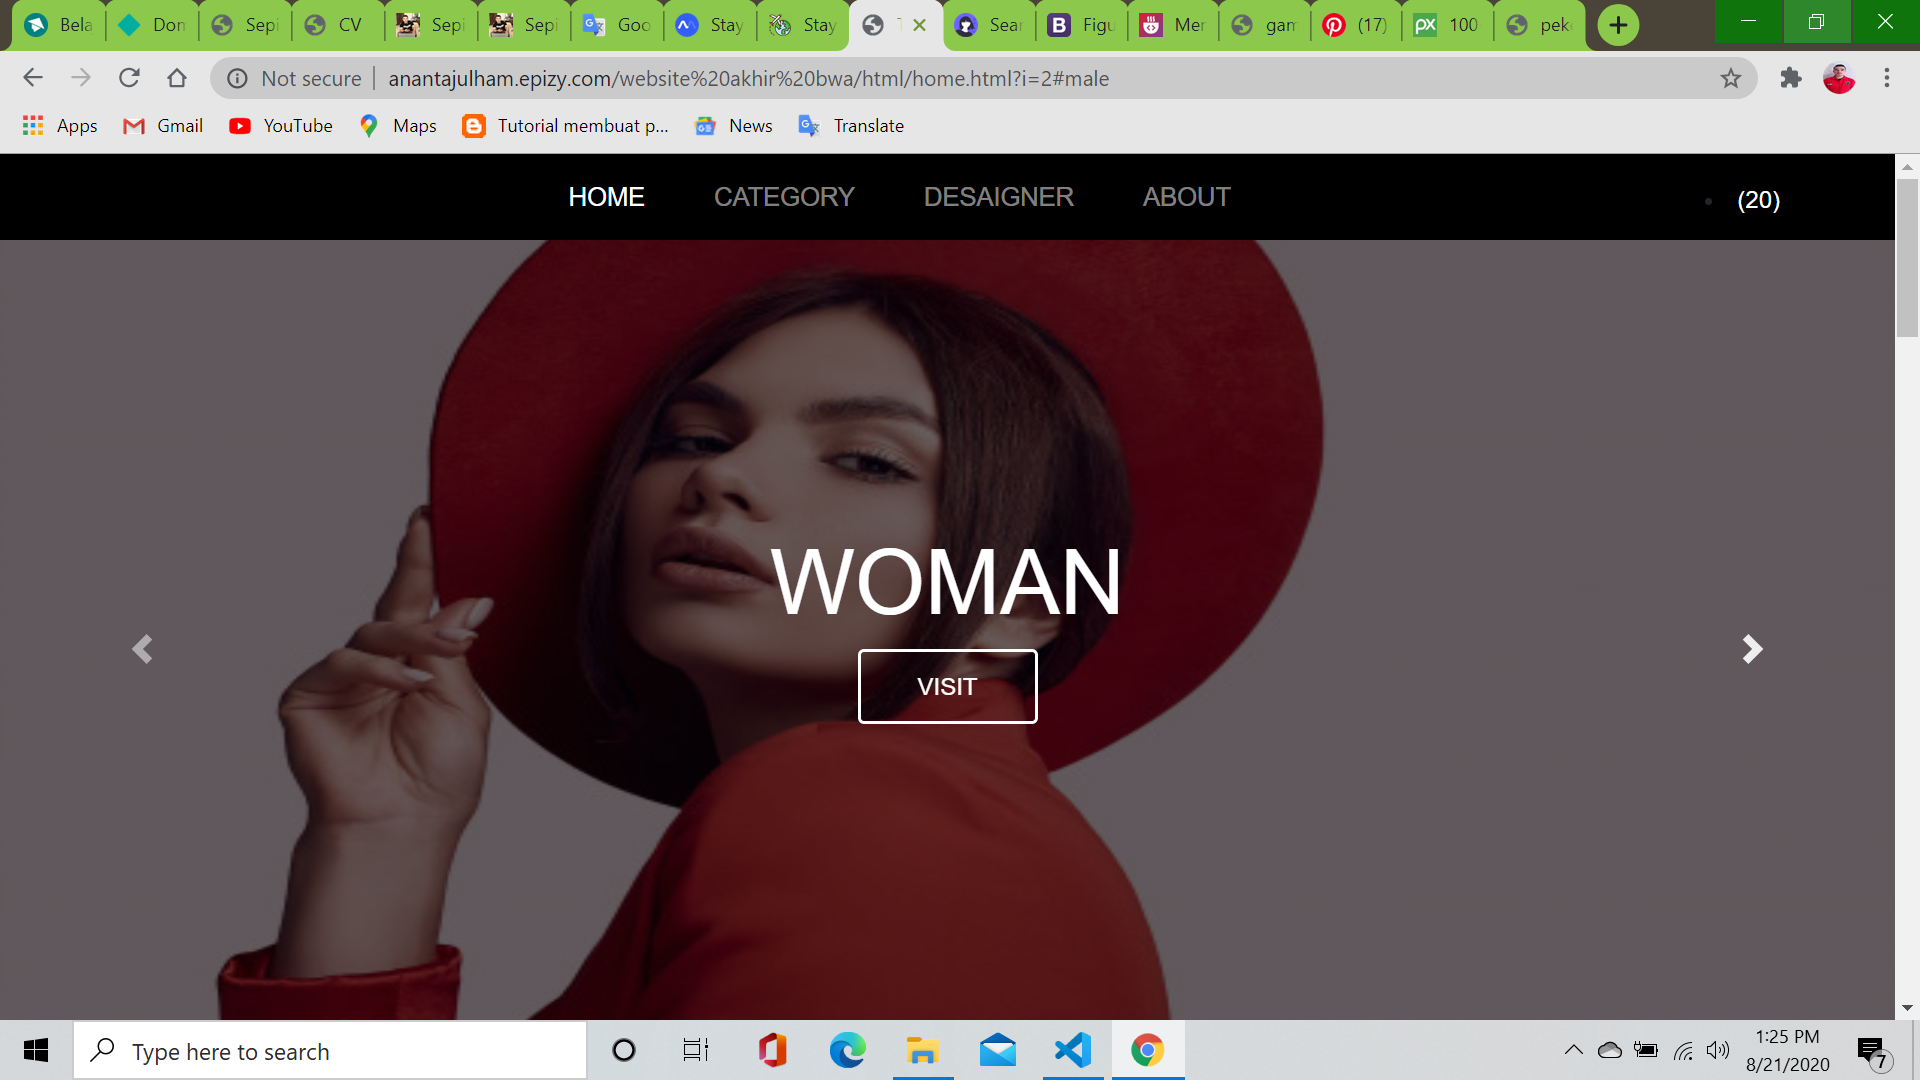 Bela Dom Sepi CV Sepi Sepi Goo Stay Stay T Sear Figu Mer gam (17) 100 pek
Not secure anantajulham.epizy.com/website%20akhir%20bwa/html/home.html?i=2#male
Apps Gmail YouTube Maps Tutorial membuat p... News Translate
HOME CATEGORY DESAIGNER ABOUT (20)
WOMAN
VISIT
Type here to search
1:25 PM
8/21/2020
7